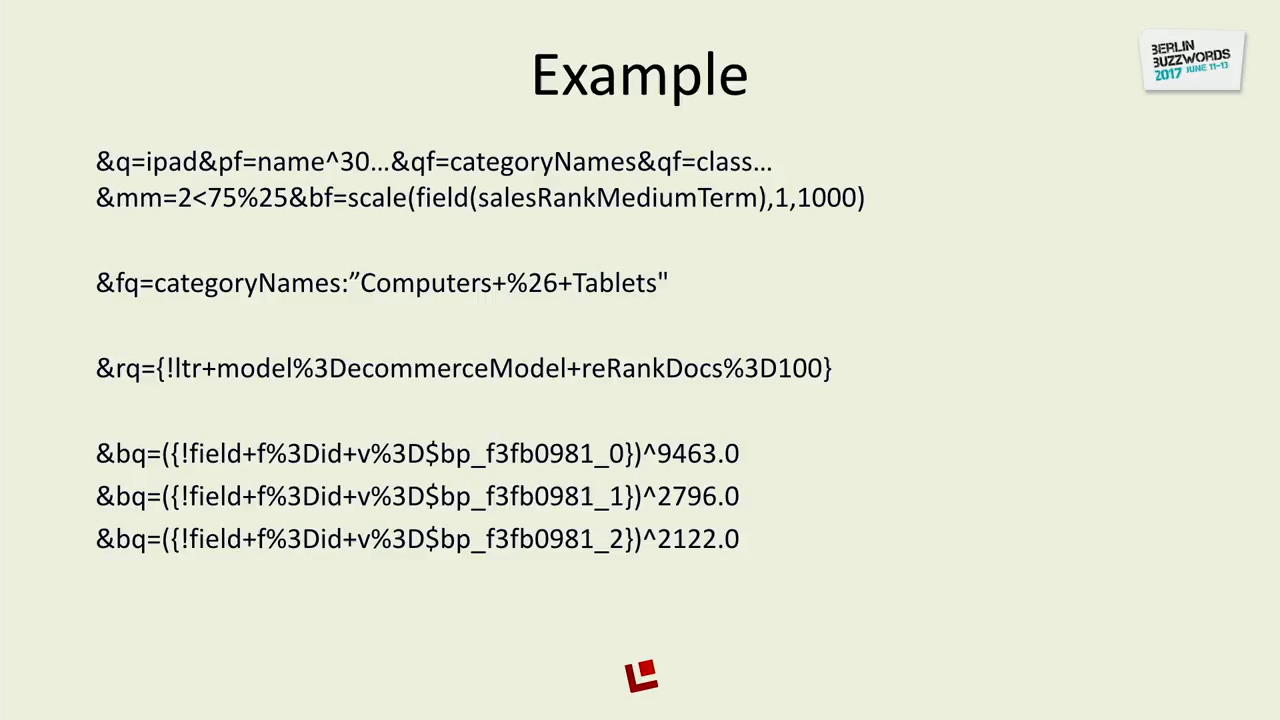 Example
BERLIN
BUZZWORDS
2017 JUNE 11-13
&q=ipad&pf=name^30...&qf=categoryNames&qf=class...
&mm=2<75%25&bf=scale(field(salesRankMediumTerm),1,1000)
&fq=categoryNames:”Computers+%26+Tablets"
&rq={!ltr+model%3DecommerceModel+reRankDocs%3D100}
&bq=({!field+f%3Did+v%3D$bp_f3fb0981_0})^9463.0
&bq=({!field+f%3Did+v%3D$bp_f3fb0981_1})^2796.0
&bq=({!field+f%3Did+v%3D$bp_f3fb0981_2})^2122.0